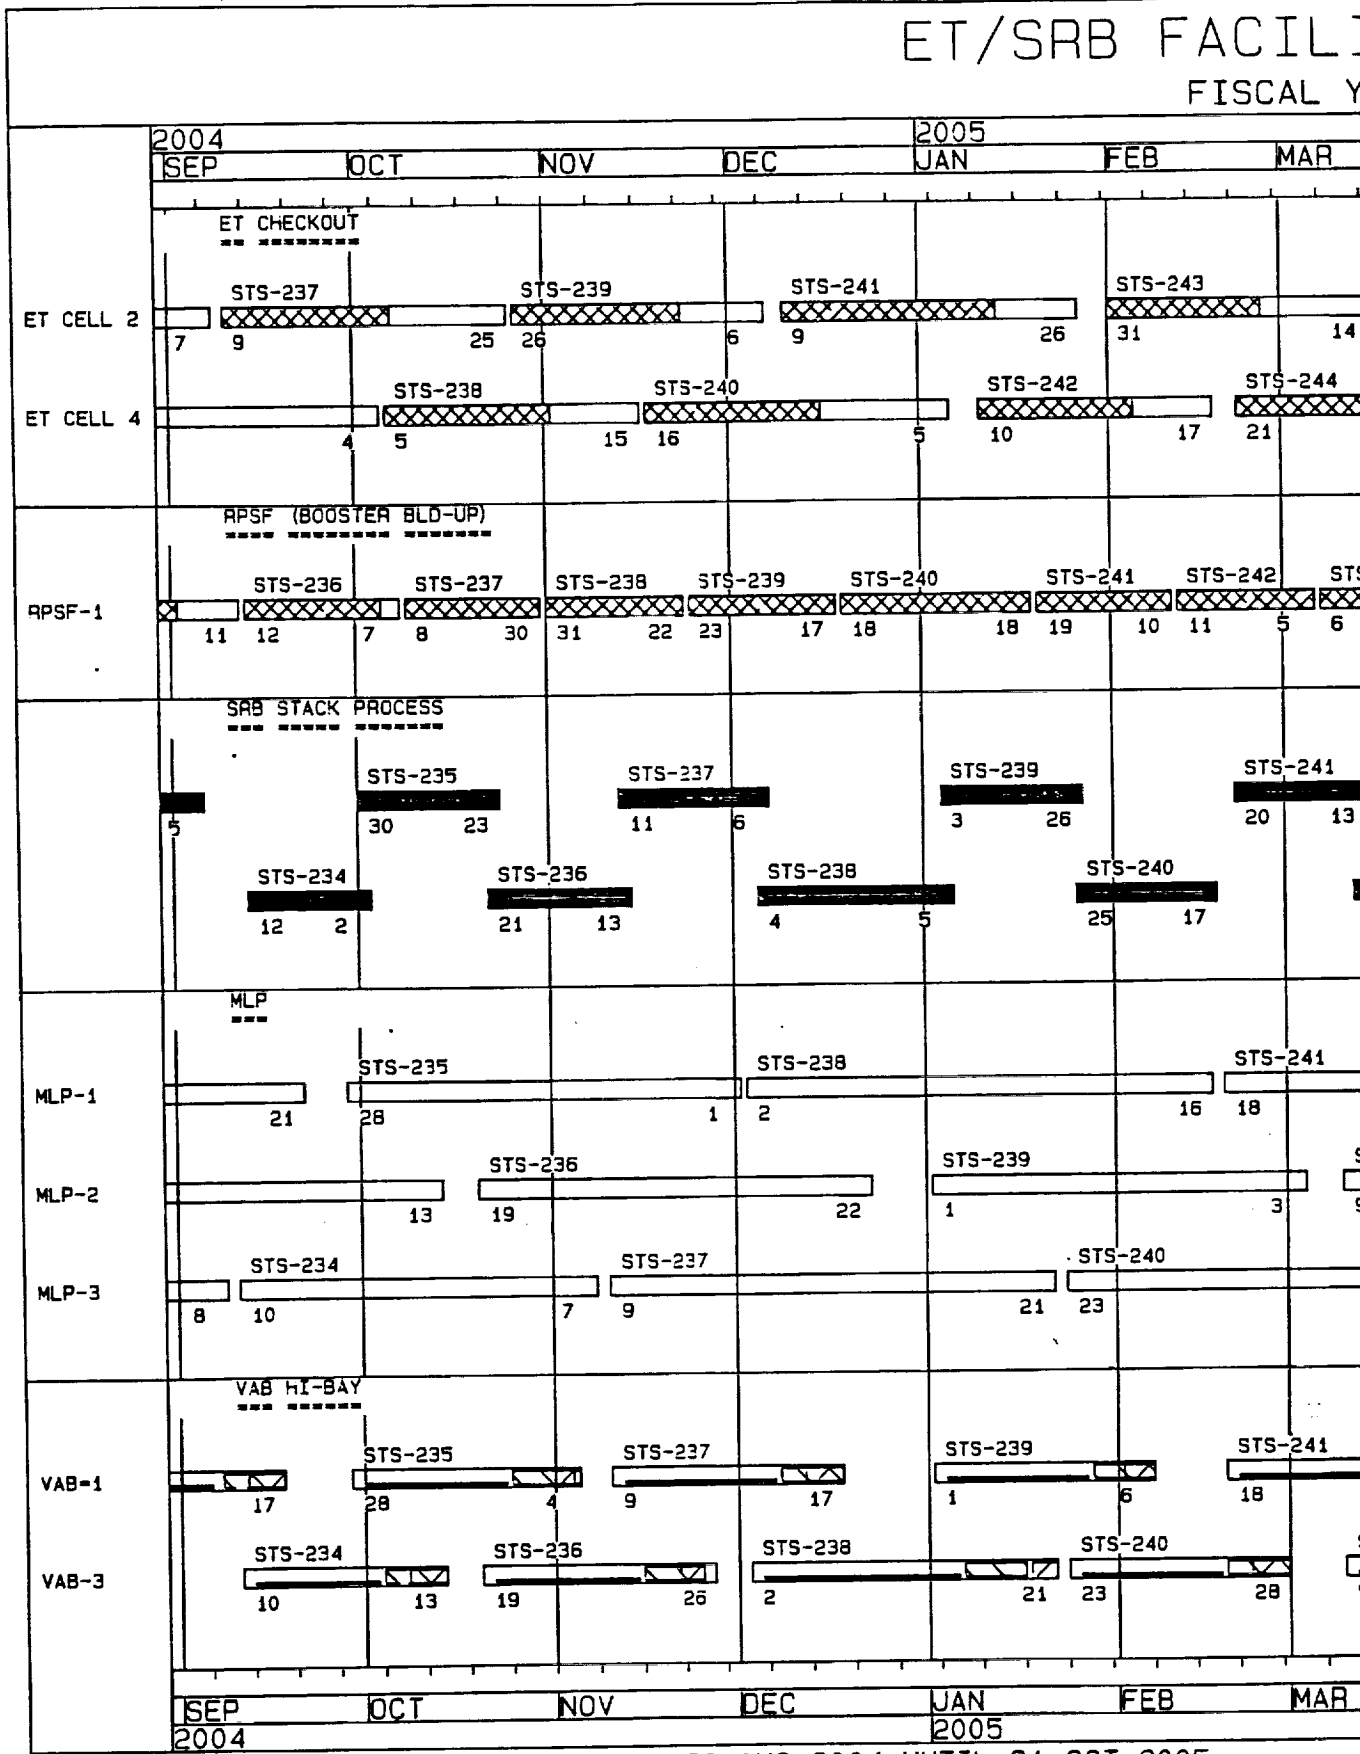 ET/SRB FACILI
FISCAL Y
2004 2005
SEP OCT NOV DEC JAN FEB MAR
ET CHECKOUT
STS-237 STS-239 STS-241 STS-243
ET CELL 2
7 9 25 26 6 9 26 31 14
STS-238 STS-240 STS-242 STS-244
ET CELL 4
4 5 15 16 5 10 17 21
RPSF (BOOSTER BLD-UP)
STS-236 STS-237 STS-238 STS-239 STS-240 STS-241 STS-242 STS
RPSF-1
11 12 7 8 30 31 22 23 17 18 18 19 10 11 5 6
SRB STACK PROCESS
STS-235 STS-237 STS-239 STS-241
5 30 23 11 6 3 26 20 13
STS-234 STS-236 STS-238 STS-240
12 2 21 13 4 5 25 17
MLP
STS-235 STS-238 STS-241
MLP-1
21 28 1 2 16 18
STS-236 STS-239
MLP-2
13 19 22 1 3
STS-234 STS-237 STS-240
MLP-3
8 10 7 9 21 23
VAB HI-BAY
STS-235 STS-237 STS-239 STS-241
VAB-1
17 28 4 9 17 1 6 18
STS-234 STS-236 STS-238 STS-240
VAB-3
10 13 19 26 2 21 23 28
SEP OCT NOV DEC JAN FEB MAR
2004 2005